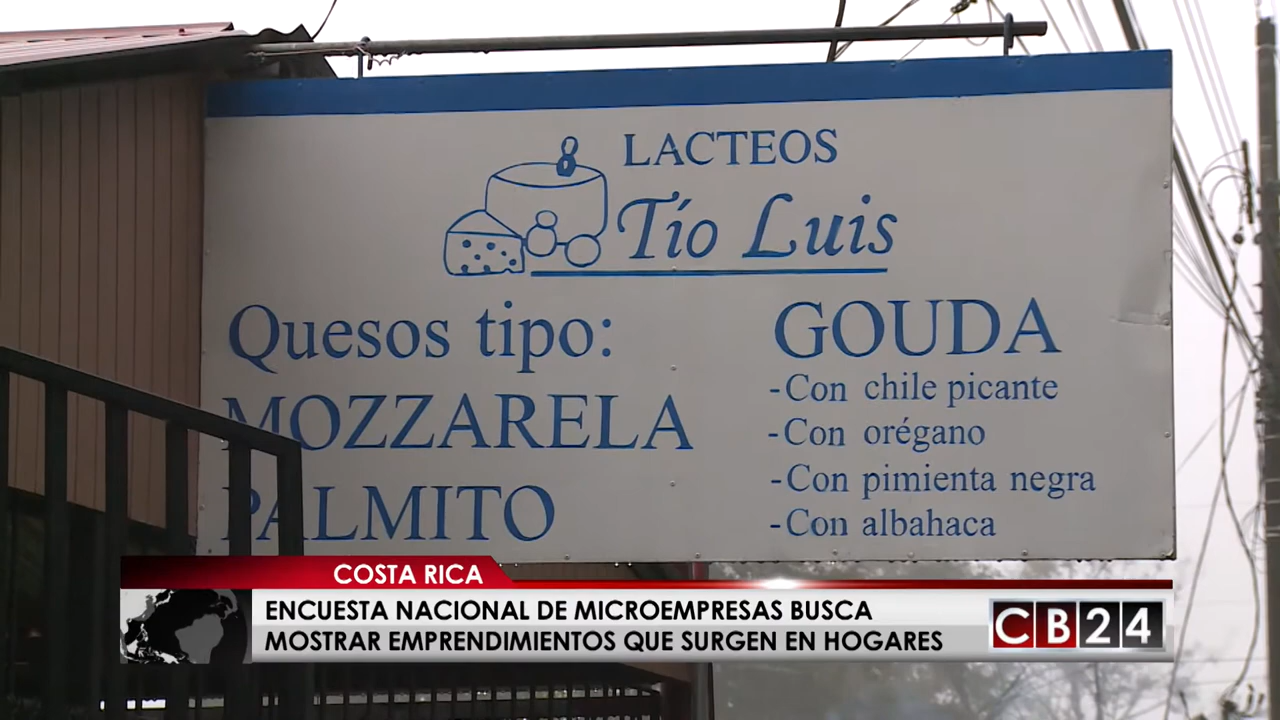 LACTEOS
Tío Luis
Quesos tipo:
MOZZARELA
PALMITO
GOUDA
-Con chile picante
-Con orégano
-Con pimienta negra
-Con albahaca
COSTA RICA
ENCUESTA NACIONAL DE MICROEMPRESAS BUSCA
MOSTRAR EMPRENDIMIENTOS QUE SURGEN EN HOGARES
CB24